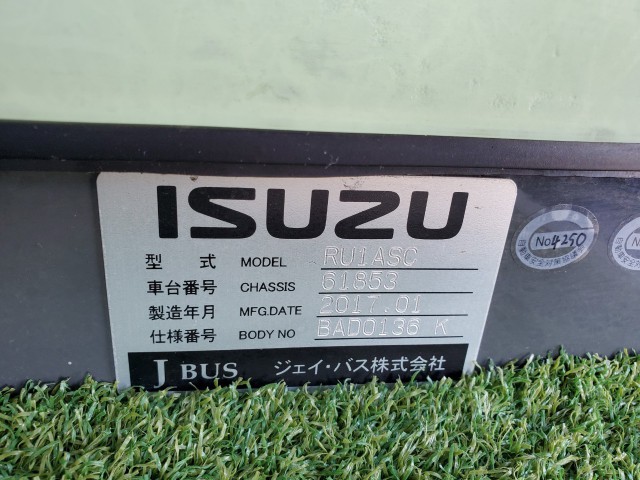 ISUZU
型 式 MODEL RU1ASC
車台番号 CHASSIS 61853
製造年月 MFG.DATE 2017.01
仕様番号 BODY NO BAD0136 K
J BUS ジェイ・バス株式会社
No4250